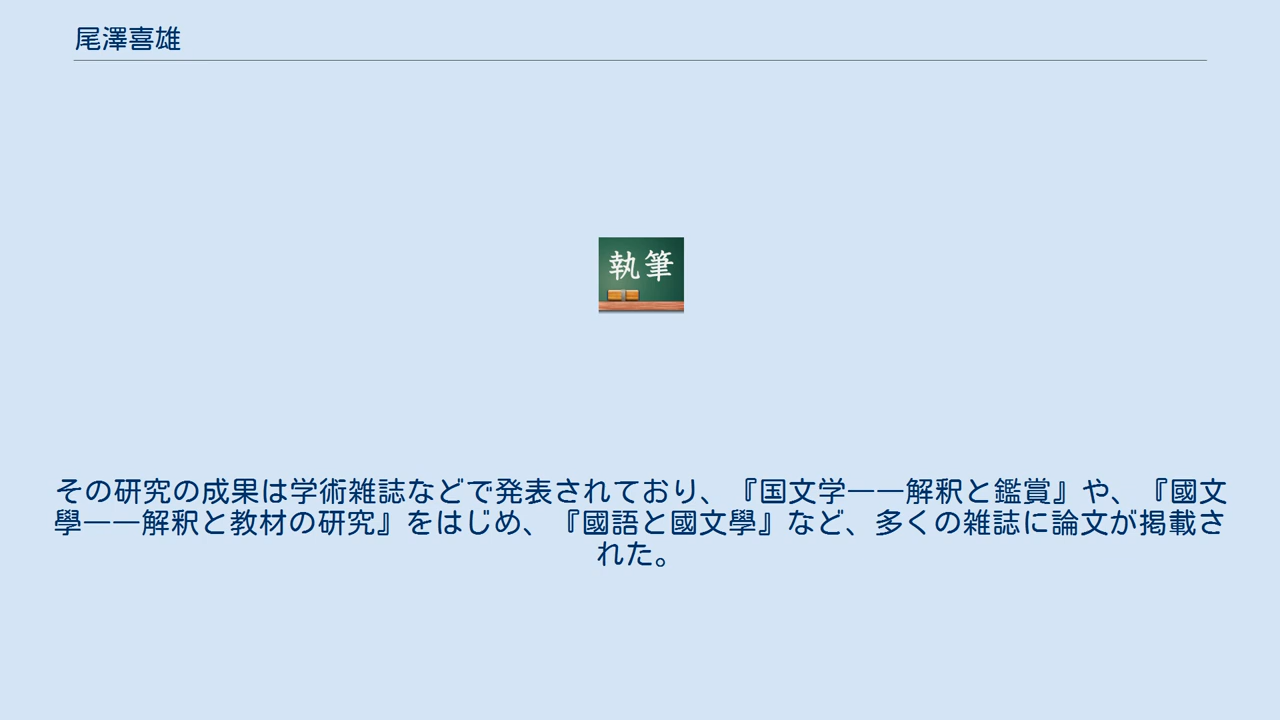 尾澤喜雄
執筆
その研究の成果は学術雑誌などで発表されており、『国文学――解釈と鑑賞』や、『國文
學――解釈と教材の研究』をはじめ、『國語と國文學』など、多くの雑誌に論文が掲載さ
れた。